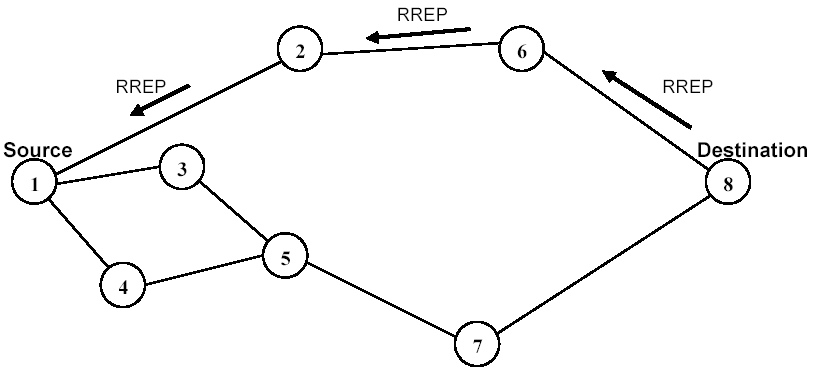 RREP
2
6
RREP
RREP
Source
Destination
1
3
8
5
4
7